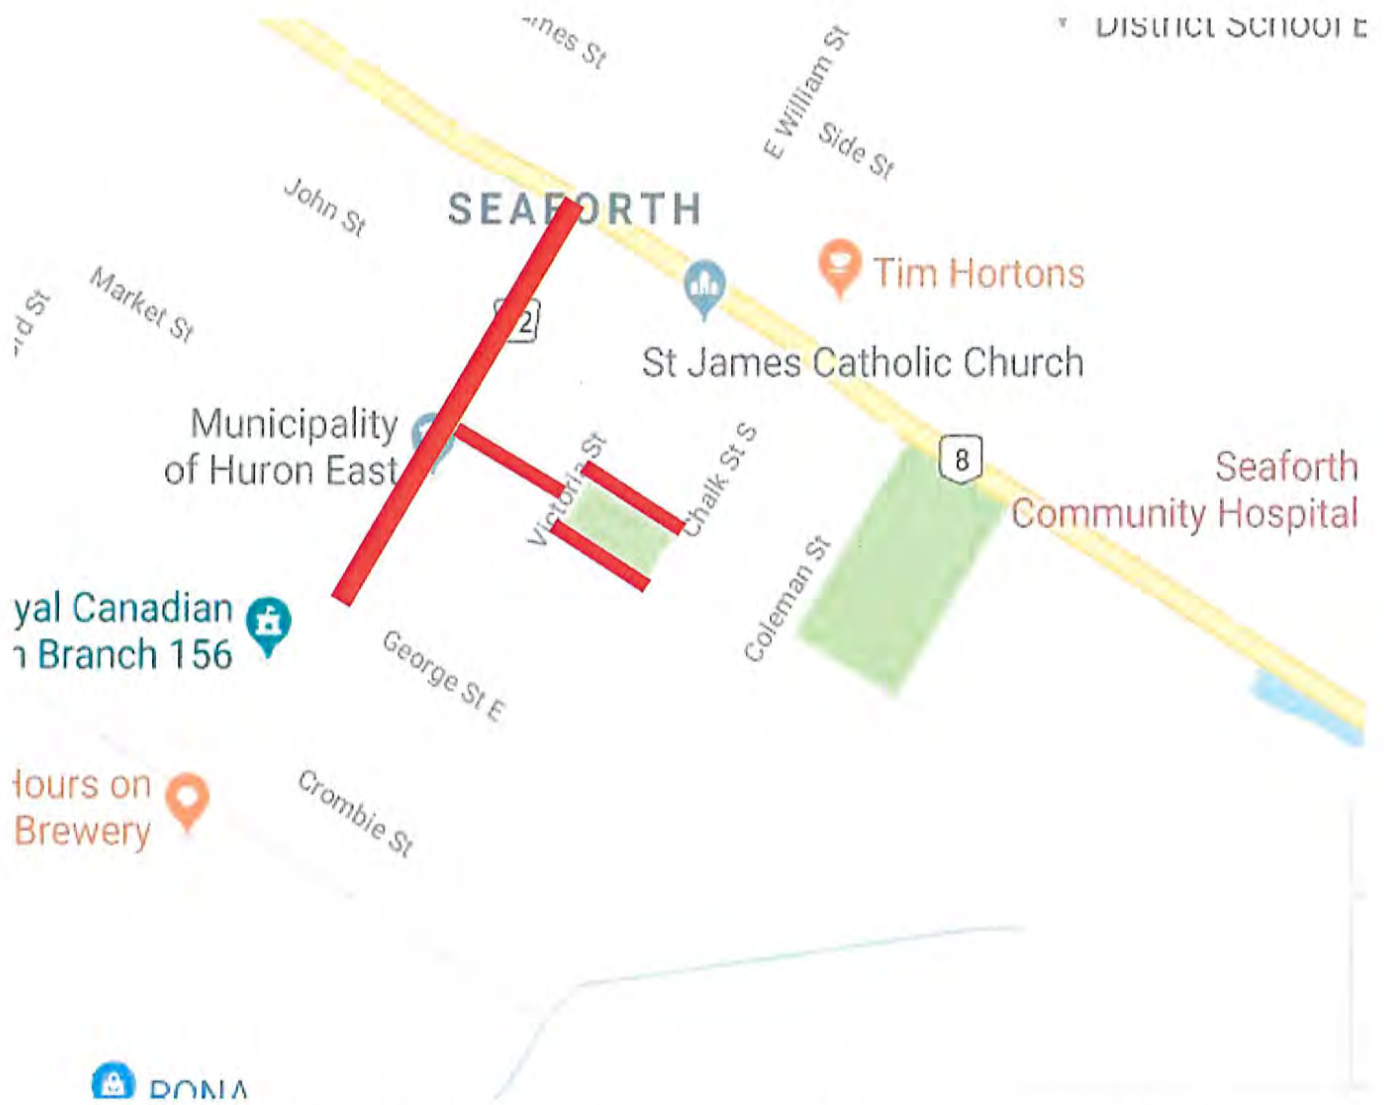 District School E
E William St
Side St
John St
SEAFORTH
Tim Hortons
Market St
2
St James Catholic Church
Municipality
of Huron East
Victoria St
Chalk St S
8
Seaforth
Community Hospital
Coleman St
yal Canadian
n Branch 156
George St E
Hours on
Brewery
Crombie St
RONA